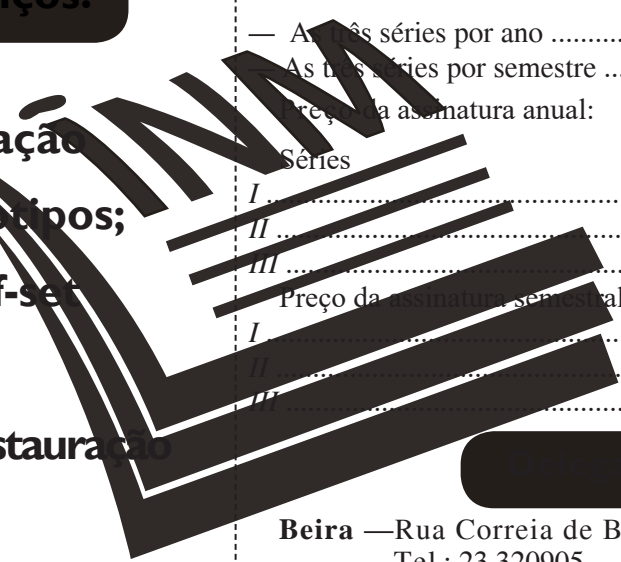 ços:
ação
otipos;
f-set
stauração
INM
— As três séries por ano ..........
— As três séries por semestre ...
Preço da assinatura anual:
Séries
I ..................................................
II ................................................
III ...............................................
Preço da assinatura semestral
I ..................................................
II ................................................
III ...............................................
Beira —Rua Correia de B
Tel.: 23 320905